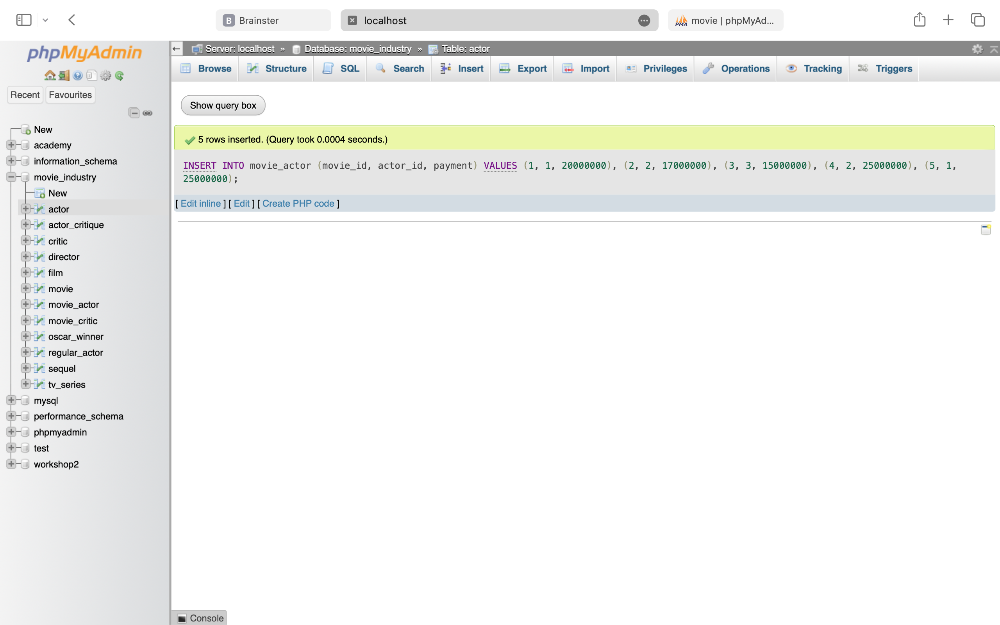 Brainster
localhost
PMA movie | phpMyAd...
phpMyAdmin
Server: localhost » Database: movie_industry » Table: actor
Browse Structure SQL Search Insert Export Import Privileges Operations Tracking Triggers
Recent Favourites
New
academy
information_schema
movie_industry
New
actor
actor_critique
critic
director
film
movie
movie_actor
movie_critic
oscar_winner
regular_actor
sequel
tv_series
mysql
performance_schema
phpmyadmin
test
workshop2
Show query box
5 rows inserted. (Query took 0.0004 seconds.)
INSERT INTO movie_actor (movie_id, actor_id, payment) VALUES (1, 1, 20000000), (2, 2, 17000000), (3, 3, 15000000), (4, 2, 25000000), (5, 1,
25000000);
[ Edit inline ] [ Edit ] [ Create PHP code ]
Console